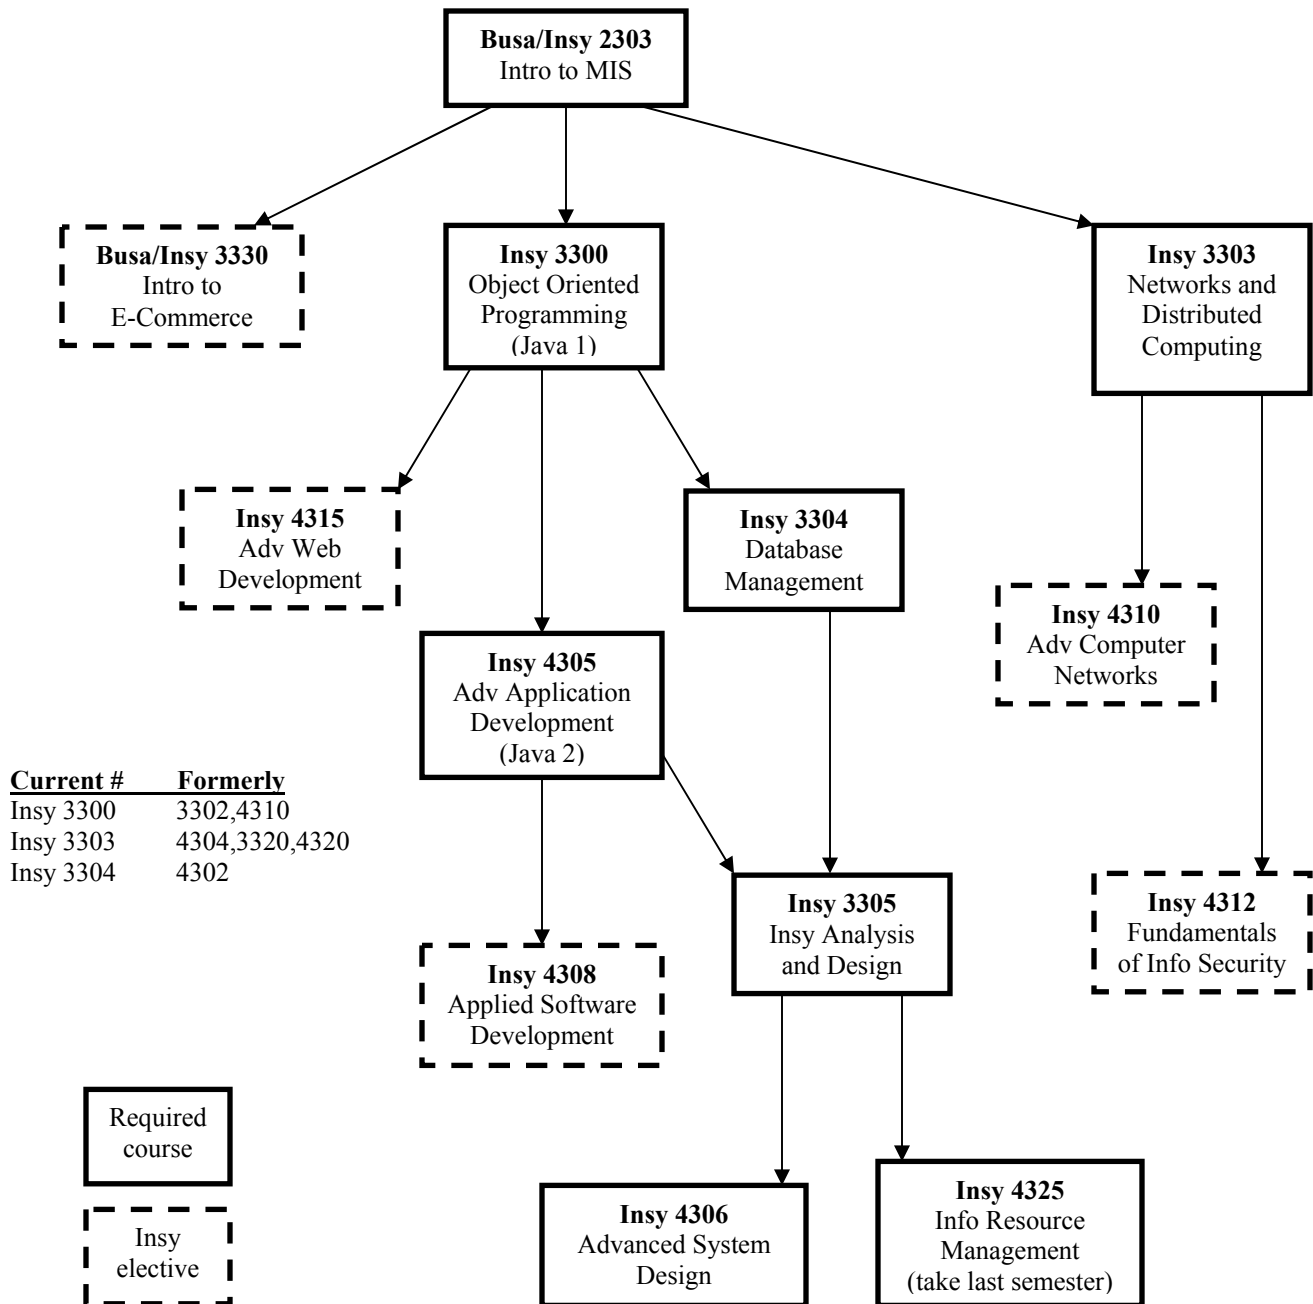 Busa/Insy 2303
Intro to MIS
Busa/Insy 3330
Intro to
E-Commerce
Insy 3300
Object Oriented
Programming
(Java 1)
Insy 3303
Networks and
Distributed
Computing
Insy 4315
Adv Web
Development
Insy 3304
Database
Management
Insy 4310
Adv Computer
Networks
Insy 4305
Adv Application
Development
(Java 2)
Current # Formerly
Insy 3300 3302,4310
Insy 3303 4304,3320,4320
Insy 3304 4302
Insy 3305
Insy Analysis
and Design
Insy 4312
Fundamentals
of Info Security
Insy 4308
Applied Software
Development
Required
course
Insy
elective
Insy 4306
Advanced System
Design
Insy 4325
Info Resource
Management
(take last semester)